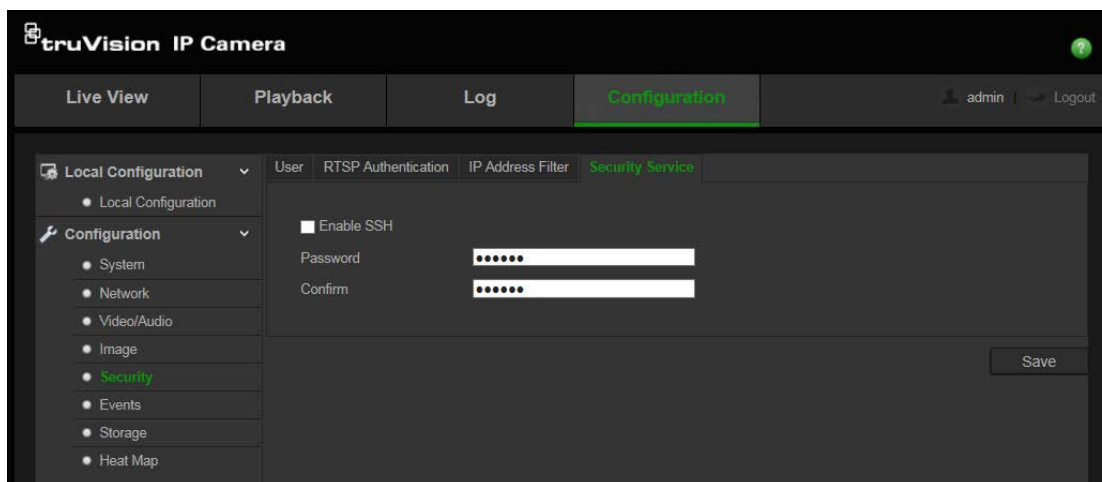 truVision IP Camera
?
Live View Playback Log Configuration admin | Logout
Local Configuration
Local Configuration
Configuration
System
Network
Video/Audio
Image
Security
Events
Storage
Heat Map
User RTSP Authentication IP Address Filter Security Service
Enable SSH
Password ••••••
Confirm ••••••
Save